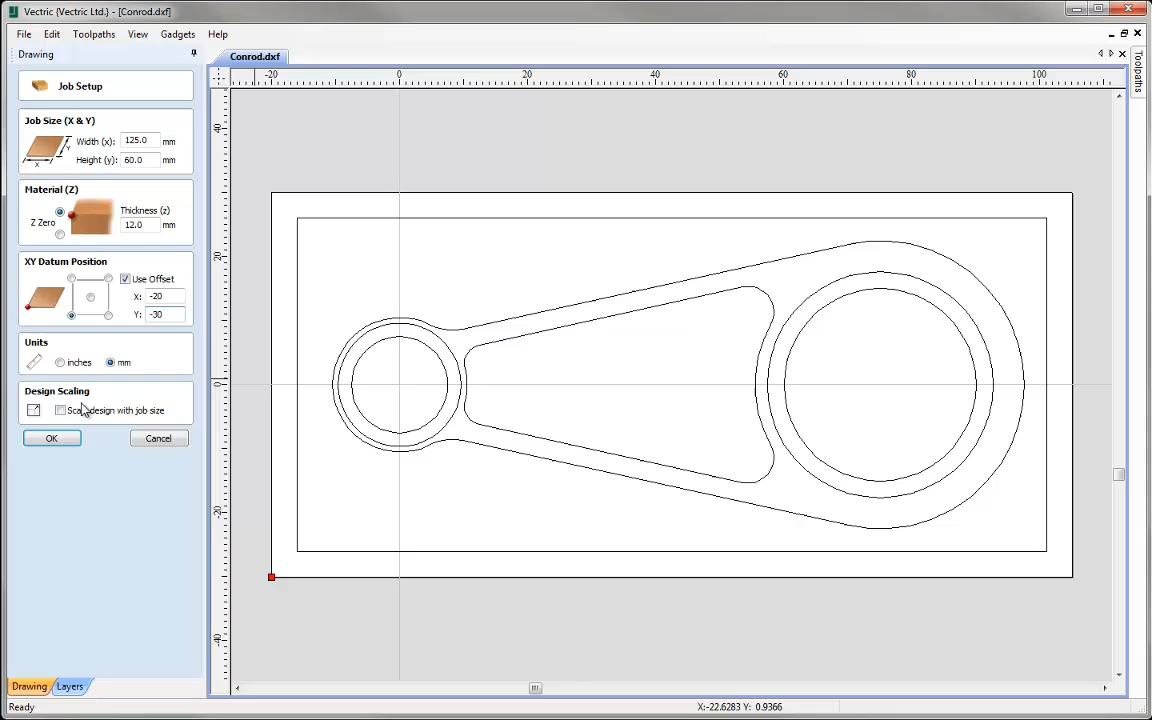 Vectric {Vectric Ltd.} - [Conrod.dxf]
File Edit Toolpaths View Gadgets Help
Drawing
Conrod.dxf
Toolpaths
-20 0 20 40 60 80 100
40
20
0
-20
-40
Job Setup
Job Size (X & Y)
Width (x): 125.0 mm
Height (y): 60.0 mm
Y
X
Material (Z)
Thickness (z)
Z Zero 12.0 mm
XY Datum Position
Use Offset
X: -20
Y: -30
Units
inches mm
Design Scaling
Scale design with job size
OK Cancel
Drawing Layers
Ready X:-22.6283 Y: 0.9366